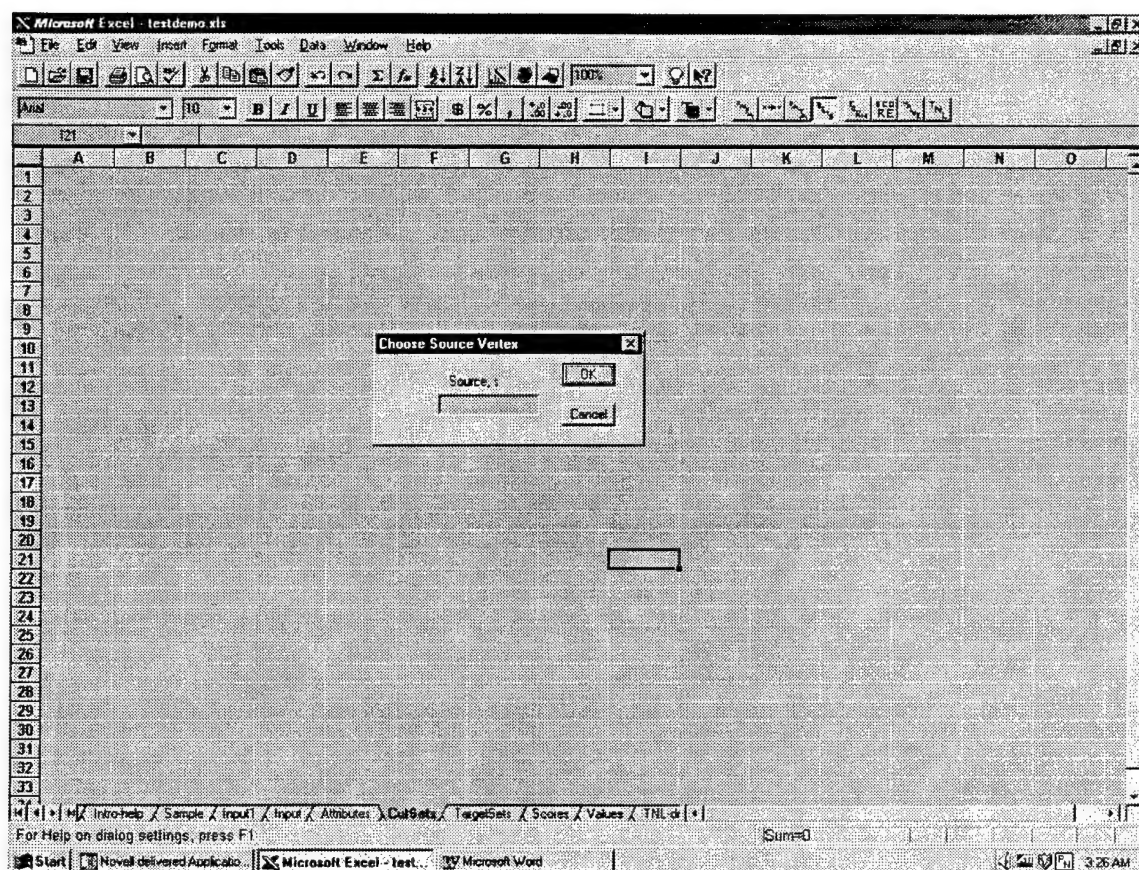 Microsoft Excel - testdemo.xls
File Edit View Insert Format Tools Data Window Help
100%
Arial 10 B I U $ % ,
I21
A B C D E F G H I J K L M N O
1
2
3
4
5
6
7
8
9
10
11
12
13
14
15
16
17
18
19
20
21
22
23
24
25
26
27
28
29
30
31
32
33
Choose Source Vertex
Source, s
OK
Cancel
Intro-help / Sample / Input1 / Input / Attributes \ CutSets / TargetSets / Scores / Values / TNL-dr
For Help on dialog settings, press F1
Sum=0
Start Novell delivered Applicatio... Microsoft Excel - test... Microsoft Word 3:26 AM